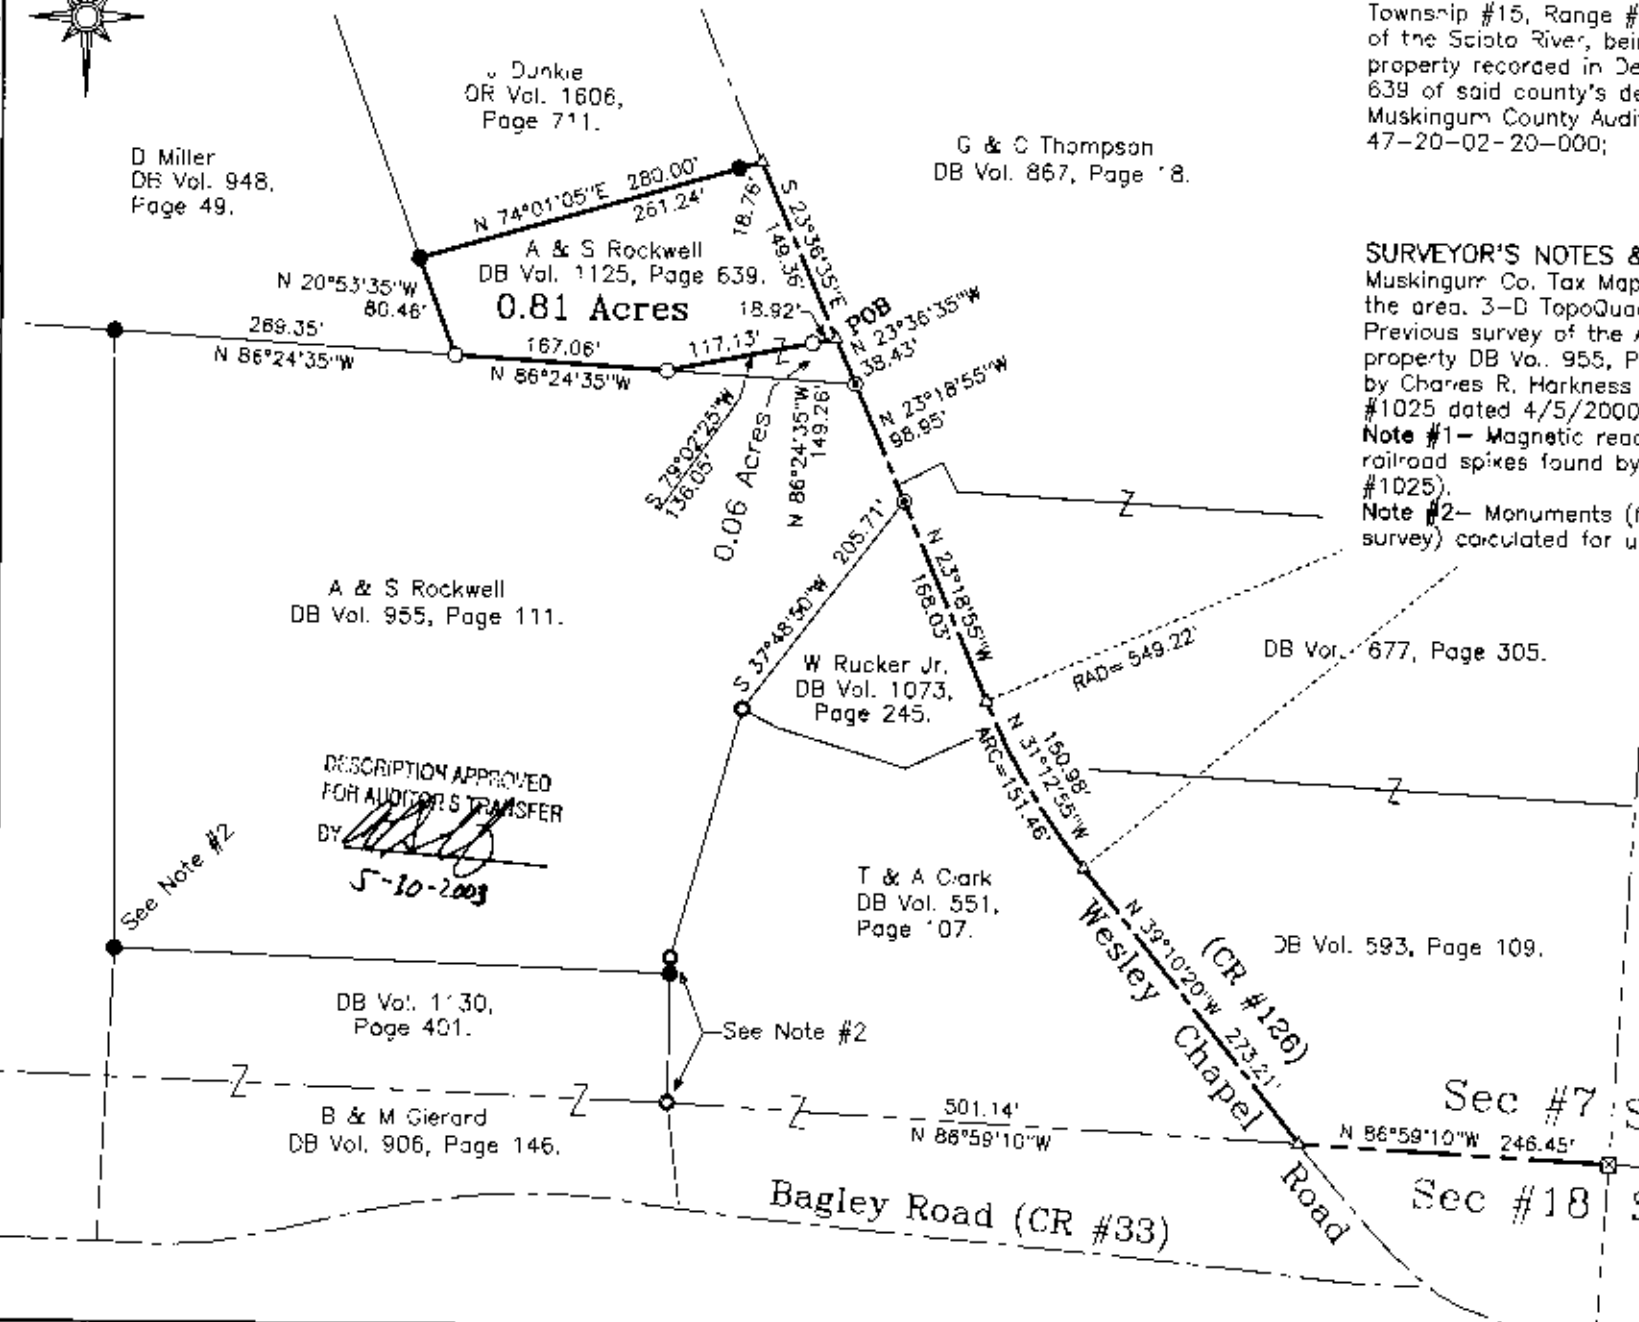 Township #15, Range #
of the Scioto River, bein
property recorded in De
639 of said county's de
Muskingum County Audi
47-20-02-20-000;
J Dunkle
OR Vol. 1606,
Page 711.
D Miller
DB Vol. 948,
Page 49.
G & C Thompson
DB Vol. 867, Page 18.
N 74°01'05"E 280.00'
261.24'
18.76'
S 23°36'35"E
149.35'
A & S Rockwell
DB Vol. 1125, Page 639.
0.81 Acres
N 20°53'35"W
80.46'
18.92'
POB
N 23°36'35"W
38.43'
269.35'
N 86°24'35"W
167.06'
N 86°24'35"W
117.13'
S 79°02'25"W
136.05'
0.06 Acres
N 86°24'35"W
149.26'
N 23°18'55"W
98.95'
SURVEYOR'S NOTES &
Muskingum Co. Tax Map
the area. 3-D TopoQuad
Previous survey of the A
property DB Vo.. 955, P
by Charles R. Harkness
#1025 dated 4/5/2000
Note #1- Magnetic read
railroad spikes found by
#1025).
Note #2- Monuments (f
survey) calculated for u
S 37°48'50"W 205.71'
N 23°18'55"W
168.03'
A & S Rockwell
DB Vol. 955, Page 111.
W Rucker Jr.
DB Vol. 1073,
Page 245.
RAD= 549.22'
DB Vol. 677, Page 305.
150.98'
N 31°12'55"W
ARC=151.46'
DESCRIPTION APPROVED
FOR AUDITOR'S TRANSFER
BY
5-10-2003
See Note #2
T & A Clark
DB Vol. 551,
Page 107.
N 39°10'20"W 273.21'
(CR #126)
Wesley Chapel Road
DB Vol. 593, Page 109.
DB Vol. 1130,
Page 401.
See Note #2
B & M Gierard
DB Vol. 906, Page 146.
501.14'
N 86°59'10"W
Sec #7
N 86°59'10"W 246.45'
Sec #18
Bagley Road (CR #33)